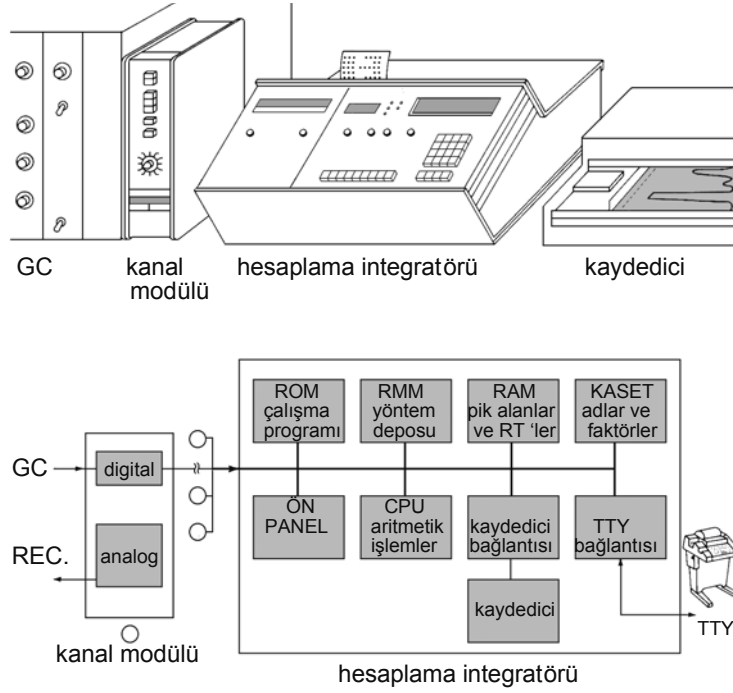 GC
kanal
modülü
hesaplama integratörü
kaydedici
ROM
çalışma
programı
RMM
yöntem
deposu
RAM
pik alanlar
ve RT ‘ler
KASET
adlar ve
faktörler
GC
digital
ÖN
PANEL
CPU
aritmetik
işlemler
kaydedici
bağlantısı
TTY
bağlantısı
REC.
analog
kaydedici
TTY
kanal modülü
hesaplama integratörü